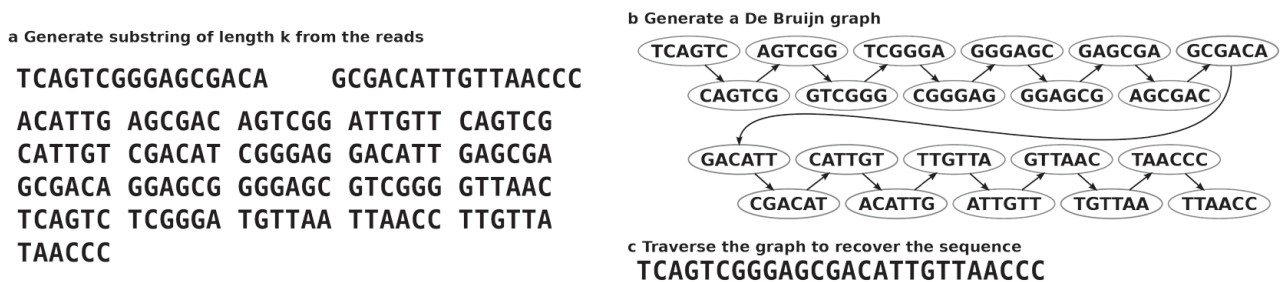 a Generate substring of length k from the reads
TCAGTCGGGAGCGACA GCGACATTGTTAACCC
ACATTG AGCGAC AGTCGG ATTGTT CAGTCG
CATTGT CGACAT CGGGAG GACATT GAGCGA
GCGACA GGAGCG GGGAGC GTCGGG GTTAAC
TCAGTC TCGGGA TGTTAA TTAACC TTGTTA
TAACCC
b Generate a De Bruijn graph
TCAGTC AGTCGG TCGGGA GGGAGC GAGCGA GCGACA
CAGTCG GTCGGG CGGGAG GGAGCG AGCGAC
GACATT CATTGT TTGTTA GTTAAC TAACCC
CGACAT ACATTG ATTGTT TGTTAA TTAACC
c Traverse the graph to recover the sequence
TCAGTCGGGAGCGACATTGTTAACCC